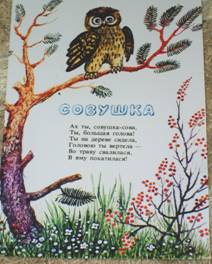 СОВУШКА
Ах ты, совушка-сова,
Ты, большая голова!
Ты на дереве сидела,
Головою ты вертела –
Во траву свалилася,
В яму покатилася!